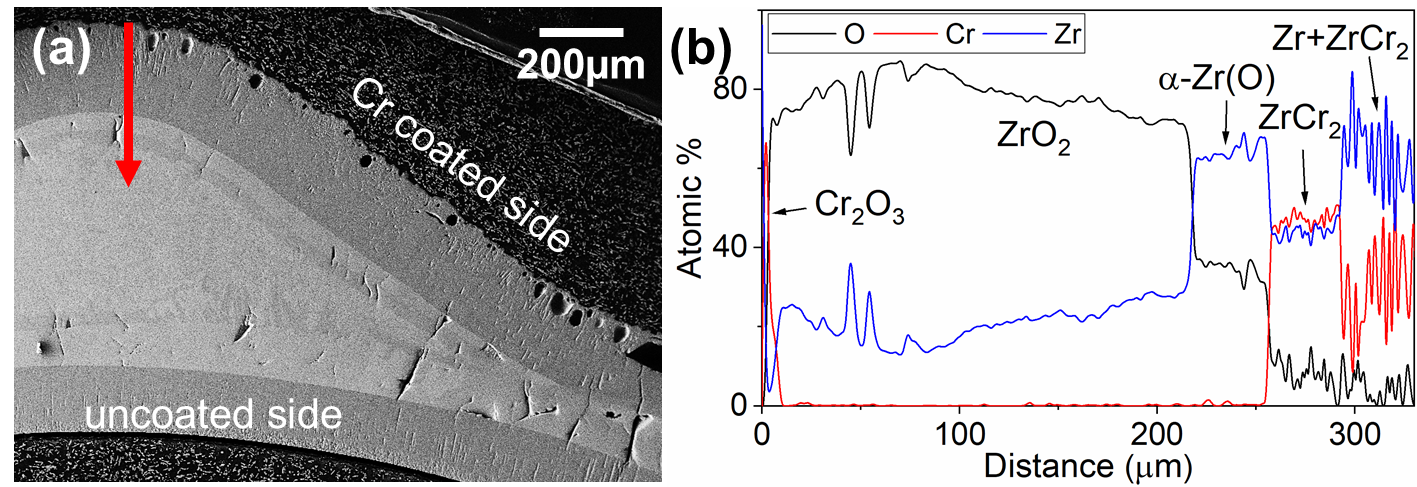 (a)
200μm
Cr coated side
uncoated side
(b)
O Cr Zr
Zr+ZrCr2
α-Zr(O)
ZrCr2
ZrO2
Cr2O3
Atomic %
80
40
0
0 100 200 300
Distance (μm)